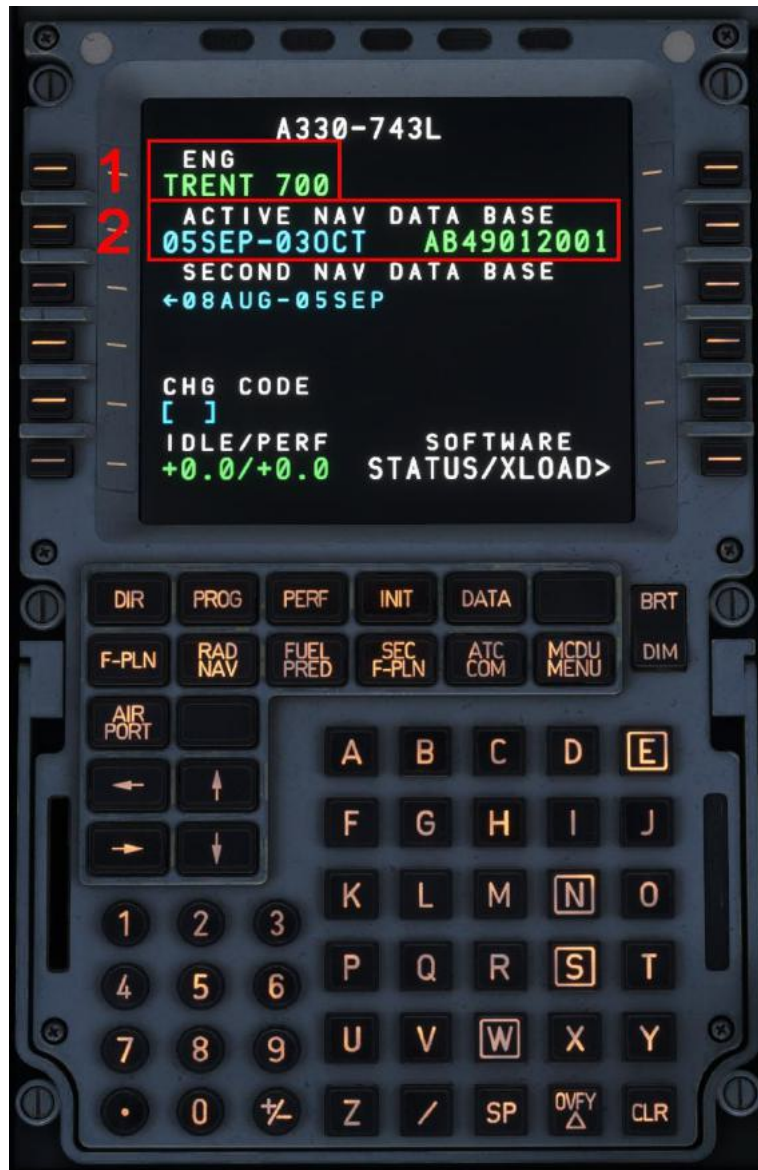 A330-743L
ENG
1
TRENT 700
ACTIVE NAV DATA BASE
2
05SEP-03OCT AB49012001
SECOND NAV DATA BASE
←08AUG-05SEP
CHG CODE
[ ]
IDLE/PERF SOFTWARE
+0.0/+0.0 STATUS/XLOAD>
DIR PROG PERF INIT DATA BRT
F-PLN RAD NAV FUEL PRED SEC F-PLN ATC COM MCDU MENU DIM
AIR PORT
A B C D E
← ↑
F G H I J
→ ↓
K L M N O
1 2 3
P Q R S T
4 5 6
U V W X Y
7 8 9
Z / SP OVFY △ CLR
. 0 +/-